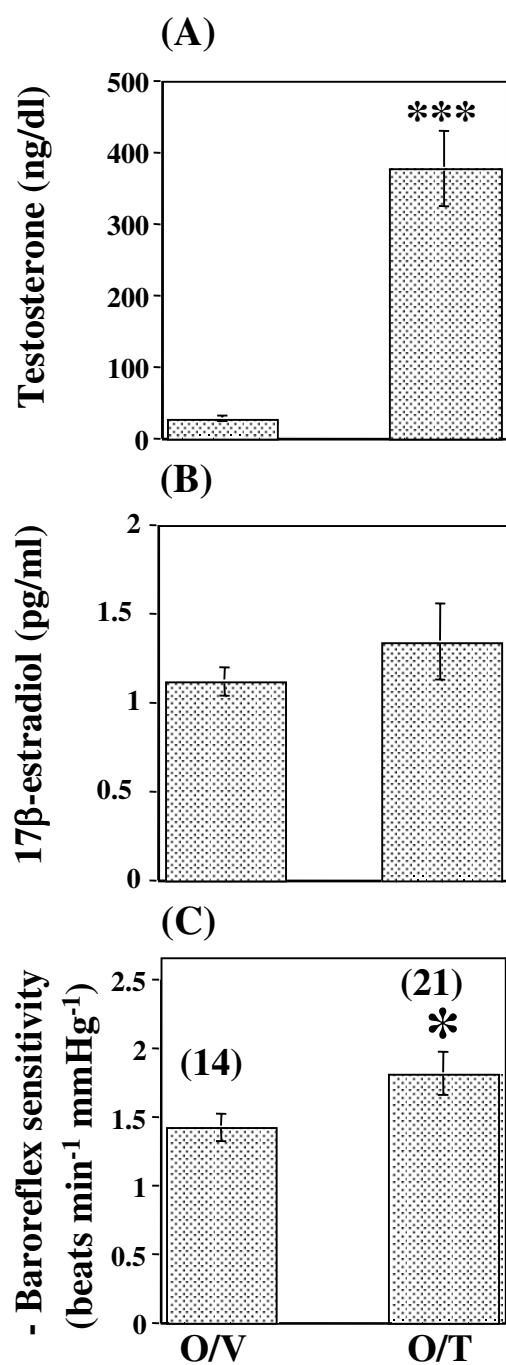 (A)
Testosterone (ng/dl)
500
400
300
200
100
0
***
(B)
17β-estradiol (pg/ml)
2
1.5
1
0.5
0
(C)
- Baroreflex sensitivity
(beats min⁻¹ mmHg⁻¹)
2.5
2
1.5
1
0.5
0
(14)
(21)
*
O/V O/T